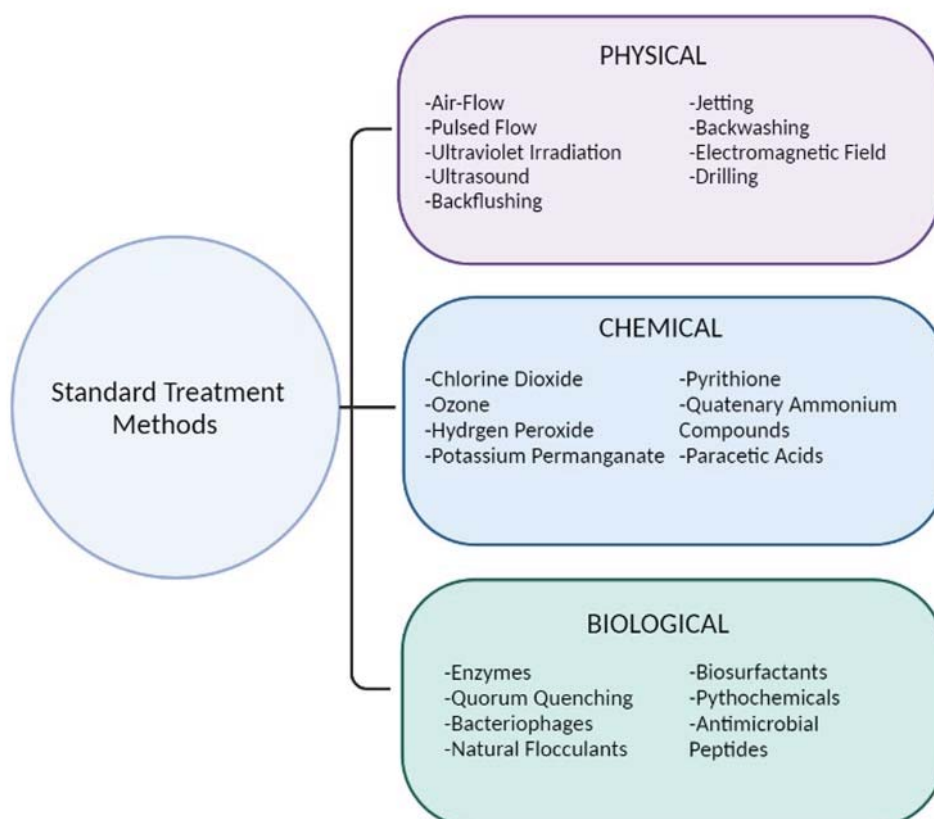 PHYSICAL
-Air-Flow
-Pulsed Flow
-Ultraviolet Irradiation
-Ultrasound
-Backflushing
-Jetting
-Backwashing
-Electromagnetic Field
-Drilling
Standard Treatment
Methods
CHEMICAL
-Chlorine Dioxide
-Ozone
-Hydrgen Peroxide
-Potassium Permanganate
-Pyrithione
-Quatenary Ammonium
Compounds
-Paracetic Acids
BIOLOGICAL
-Enzymes
-Quorum Quenching
-Bacteriophages
-Natural Flocculants
-Biosurfactants
-Pythochemicals
-Antimicrobial
Peptides